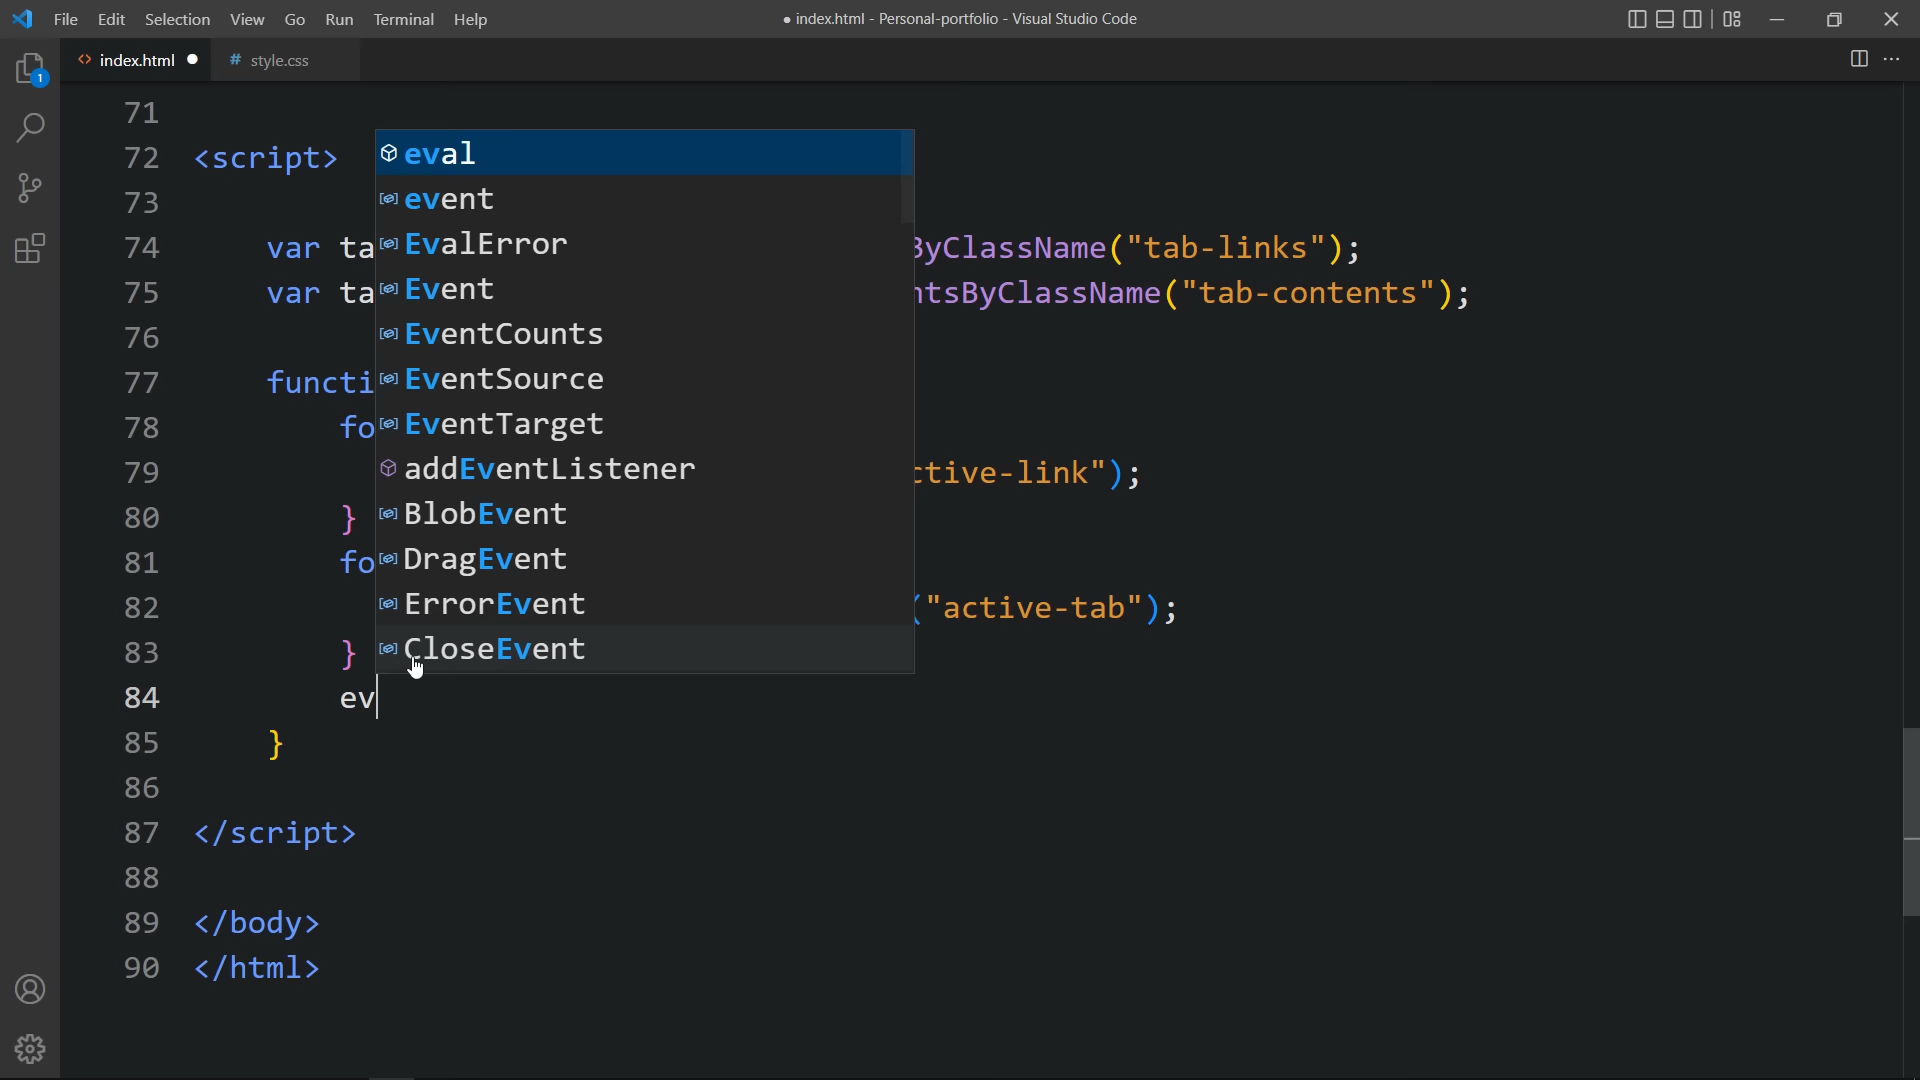 File Edit Selection View Go Run Terminal Help
● index.html - Personal-portfolio - Visual Studio Code
<> index.html ●
# style.css
1
71
72 <script>
73
74 var ta ByClassName("tab-links");
75 var ta ntsByClassName("tab-contents");
76
77 functi
78 fo
79 ctive-link");
80 }
81 fo
82 ("active-tab");
83 }
84 ev
85 }
86
87 </script>
88
89 </body>
90 </html>
eval
event
EvalError
Event
EventCounts
EventSource
EventTarget
addEventListener
BlobEvent
DragEvent
ErrorEvent
CloseEvent